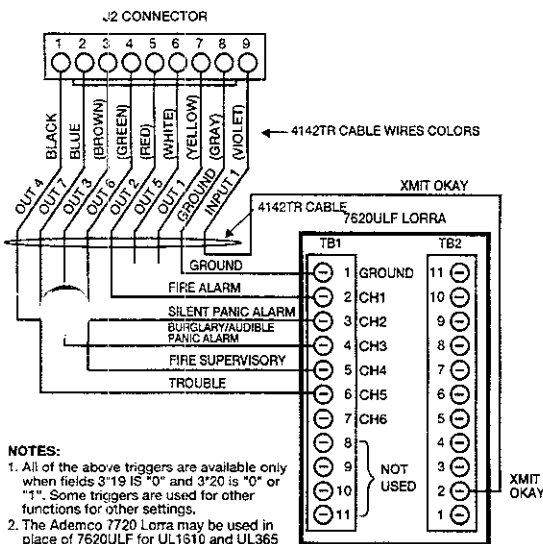 J2 CONNECTOR
1 2 3 4 5 6 7 8 9
BLACK
BLUE
(BROWN)
(GREEN)
(RED)
(WHITE)
(YELLOW)
(GRAY)
(VIOLET)
4142TR CABLE WIRES COLORS
OUT 4
OUT 7
OUT 3
OUT 6
OUT 2
OUT 5
OUT 1
GROUND
INPUT 1
XMIT OKAY
4142TR CABLE
7620ULF LORRA
TB1
TB2
GROUND
FIRE ALARM
SILENT PANIC ALARM
BURGLARY/AUDIBLE
PANIC ALARM
FIRE SUPERVISORY
TROUBLE
1 GROUND
2 CH1
3 CH2
4 CH3
5 CH4
6 CH5
7 CH6
8
9
10
11
NOT
USED
11
10
9
8
7
6
5
4
3
2
1
XMIT
OKAY
NOTES:
1. All of the above triggers are available only
when fields 3*19 IS "0" and 3*20 is "0" or
"1". Some triggers are used for other
functions for other settings.
2. The Ademco 7720 Lorra may be used in
place of 7620ULF for UL1610 and UL365